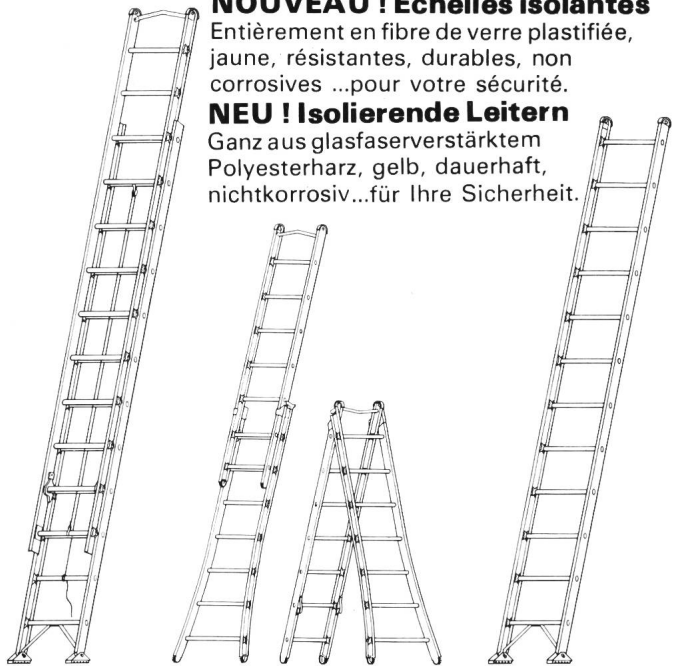 NOUVEAU ! Échelles isolantes
Entièrement en fibre de verre plastifiée,
jaune, résistantes, durables, non
corrosives ...pour votre sécurité.
NEU ! Isolierende Leitern
Ganz aus glasfaserverstärktem
Polyesterharz, gelb, dauerhaft,
nichtkorrosiv...für Ihre Sicherheit.